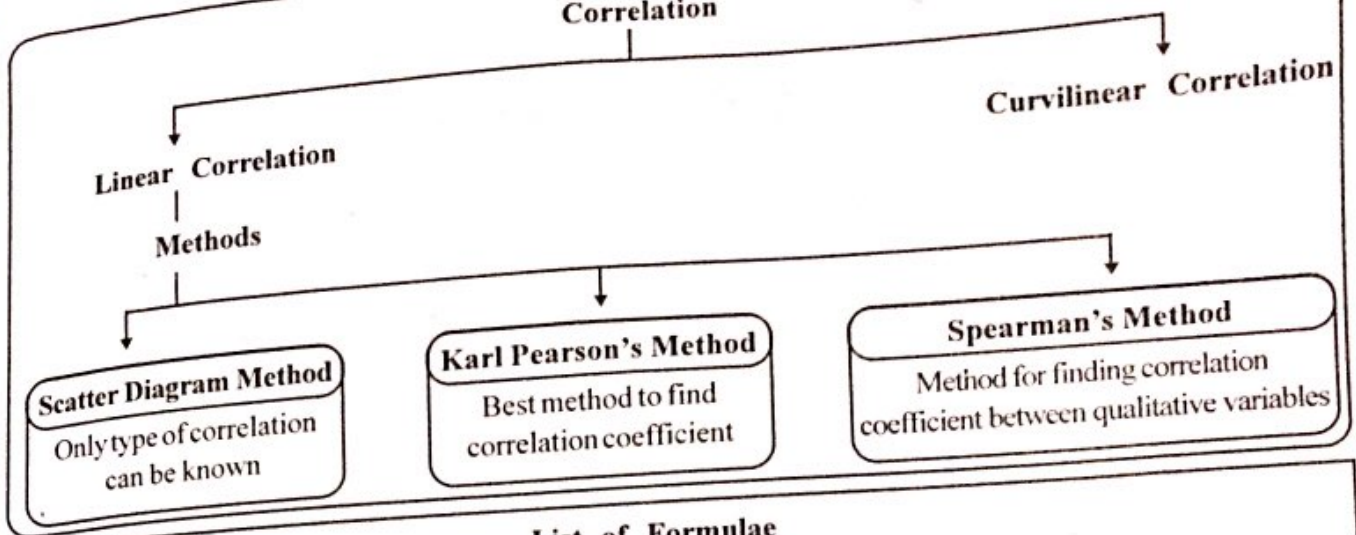 Correlation
Curvilinear Correlation
Linear Correlation
Methods
Scatter Diagram Method
Only type of correlation
can be known
Karl Pearson's Method
Best method to find
correlation coefficient
Spearman's Method
Method for finding correlation
coefficient between qualitative variables
List of Formulae